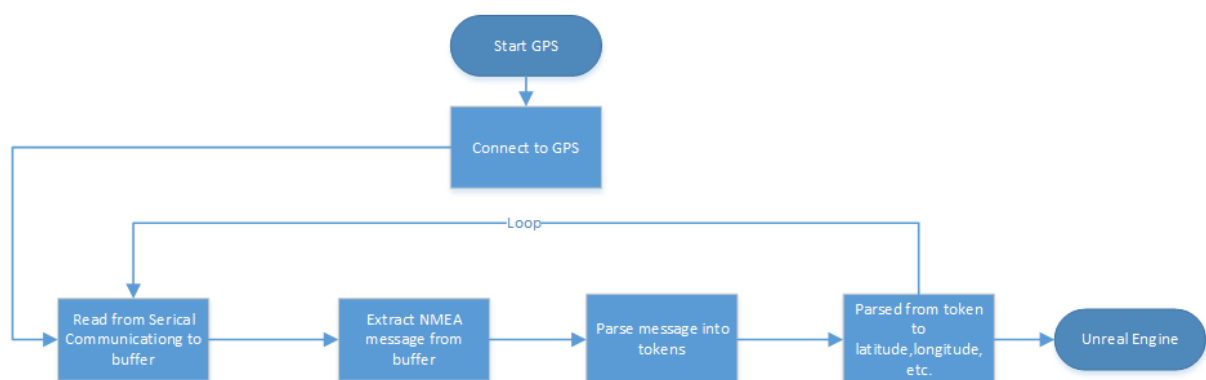 Start GPS
Connect to GPS
Loop
Read from Serical
Communicationg to
buffer
Extract NMEA
message from
buffer
Parse message into
tokens
Parsed from token
to
latitude,longitude,
etc.
Unreal Engine